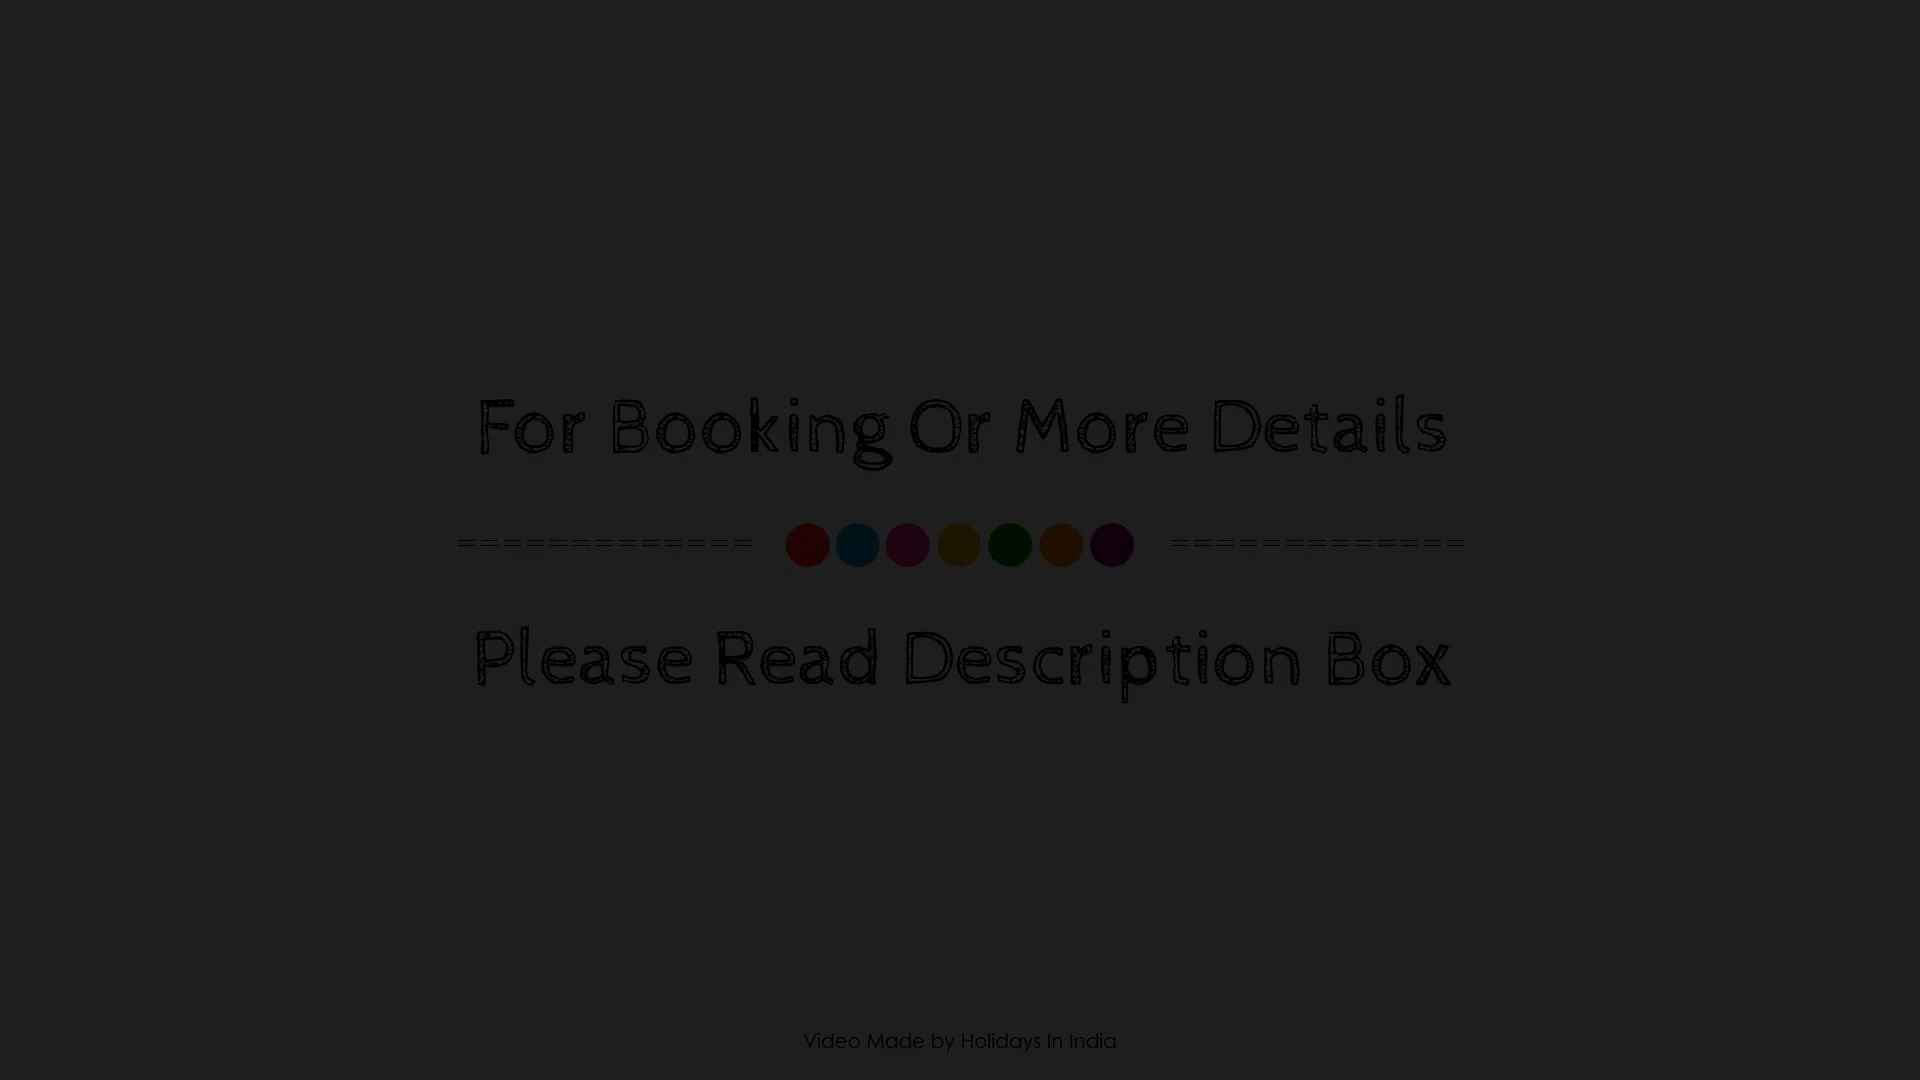 For Booking Or More Details
============= =============
Please Read Description Box
Video Made by Holidays In India